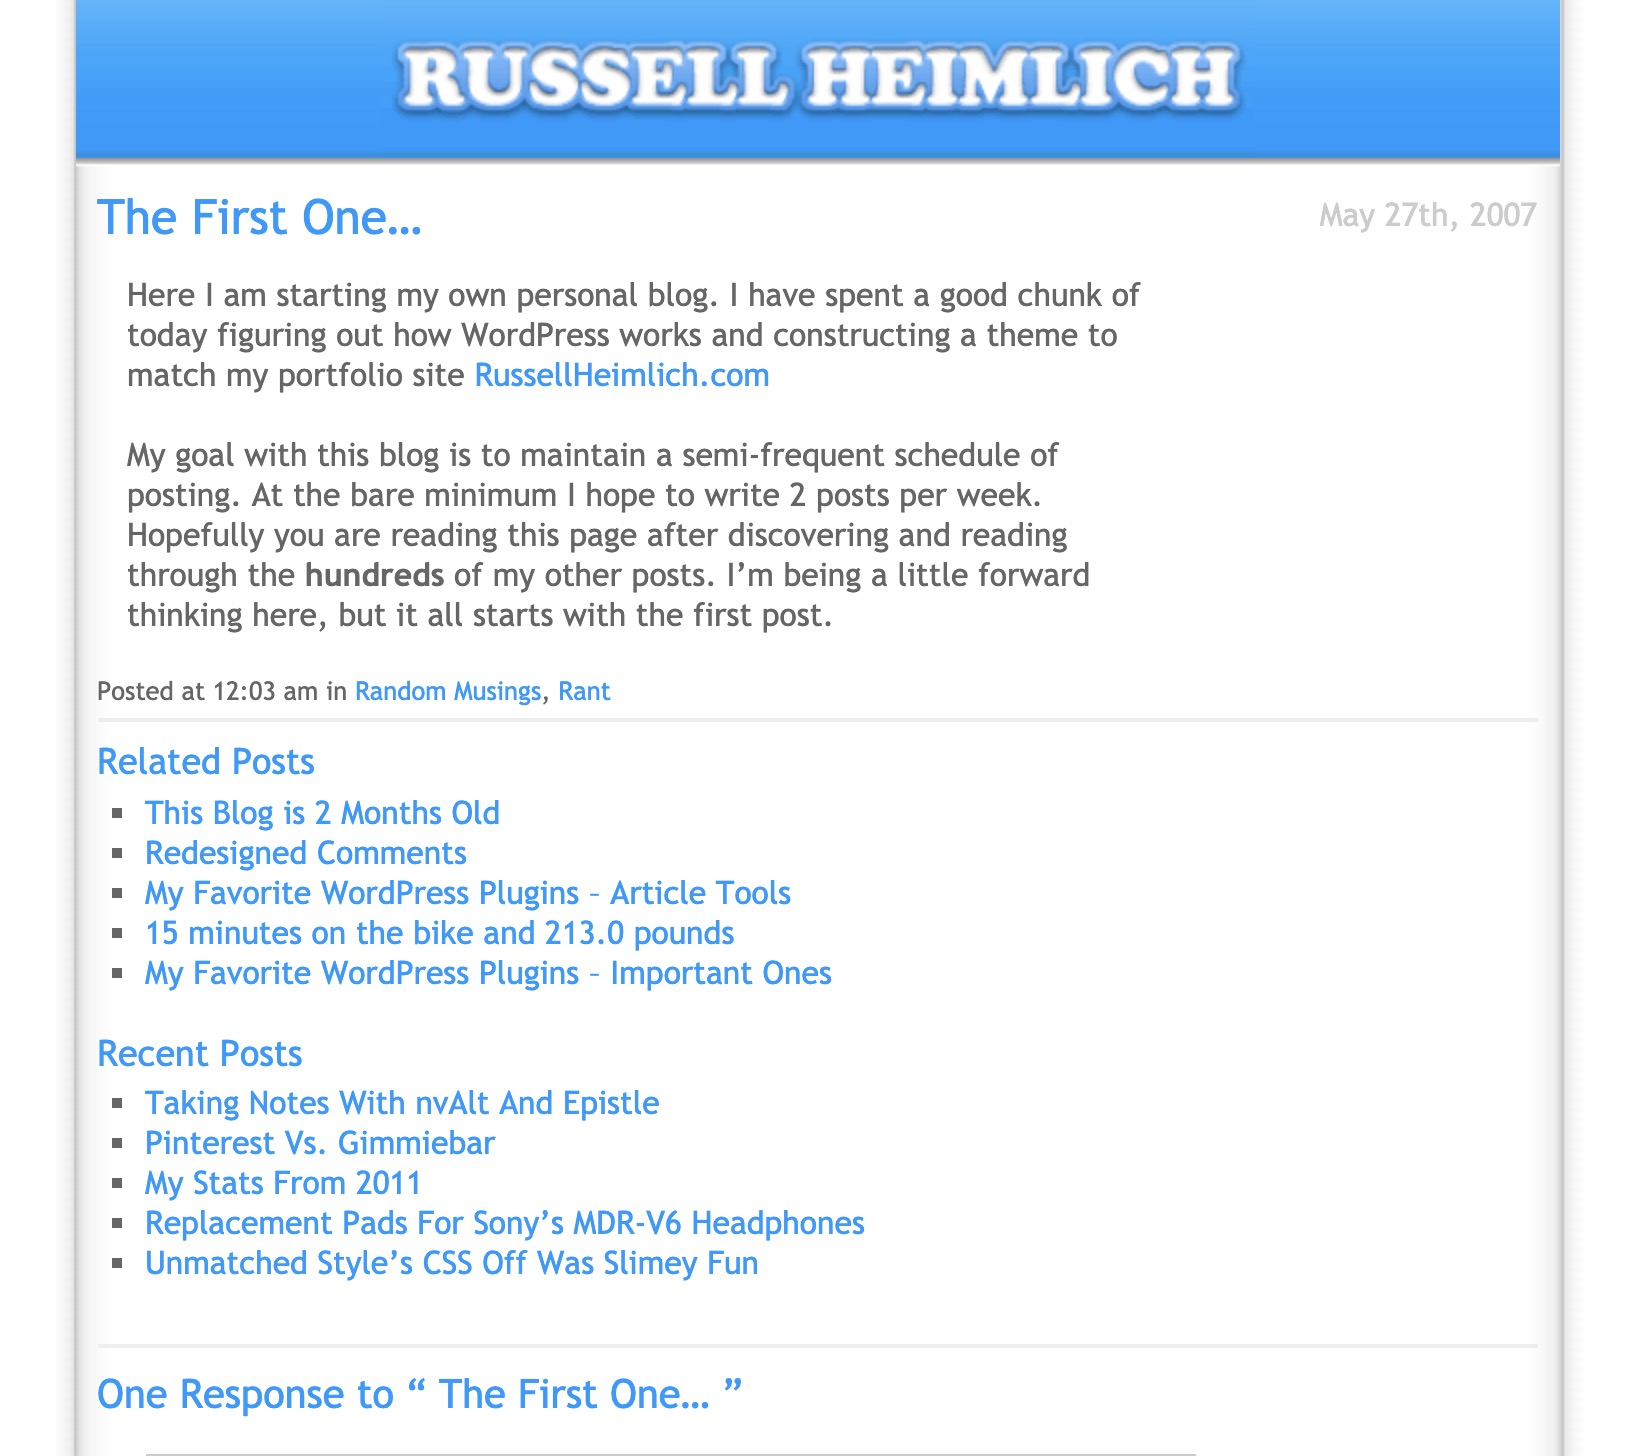 RUSSELL HEIMLICH
The First One…
May 27th, 2007
Here I am starting my own personal blog. I have spent a good chunk of
today figuring out how WordPress works and constructing a theme to
match my portfolio site RussellHeimlich.com
My goal with this blog is to maintain a semi-frequent schedule of
posting. At the bare minimum I hope to write 2 posts per week.
Hopefully you are reading this page after discovering and reading
through the hundreds of my other posts. I’m being a little forward
thinking here, but it all starts with the first post.
Posted at 12:03 am in Random Musings, Rant
Related Posts
▪ This Blog is 2 Months Old
▪ Redesigned Comments
▪ My Favorite WordPress Plugins – Article Tools
▪ 15 minutes on the bike and 213.0 pounds
▪ My Favorite WordPress Plugins – Important Ones
Recent Posts
▪ Taking Notes With nvAlt And Epistle
▪ Pinterest Vs. Gimmiebar
▪ My Stats From 2011
▪ Replacement Pads For Sony’s MDR-V6 Headphones
▪ Unmatched Style’s CSS Off Was Slimey Fun
One Response to “ The First One… ”